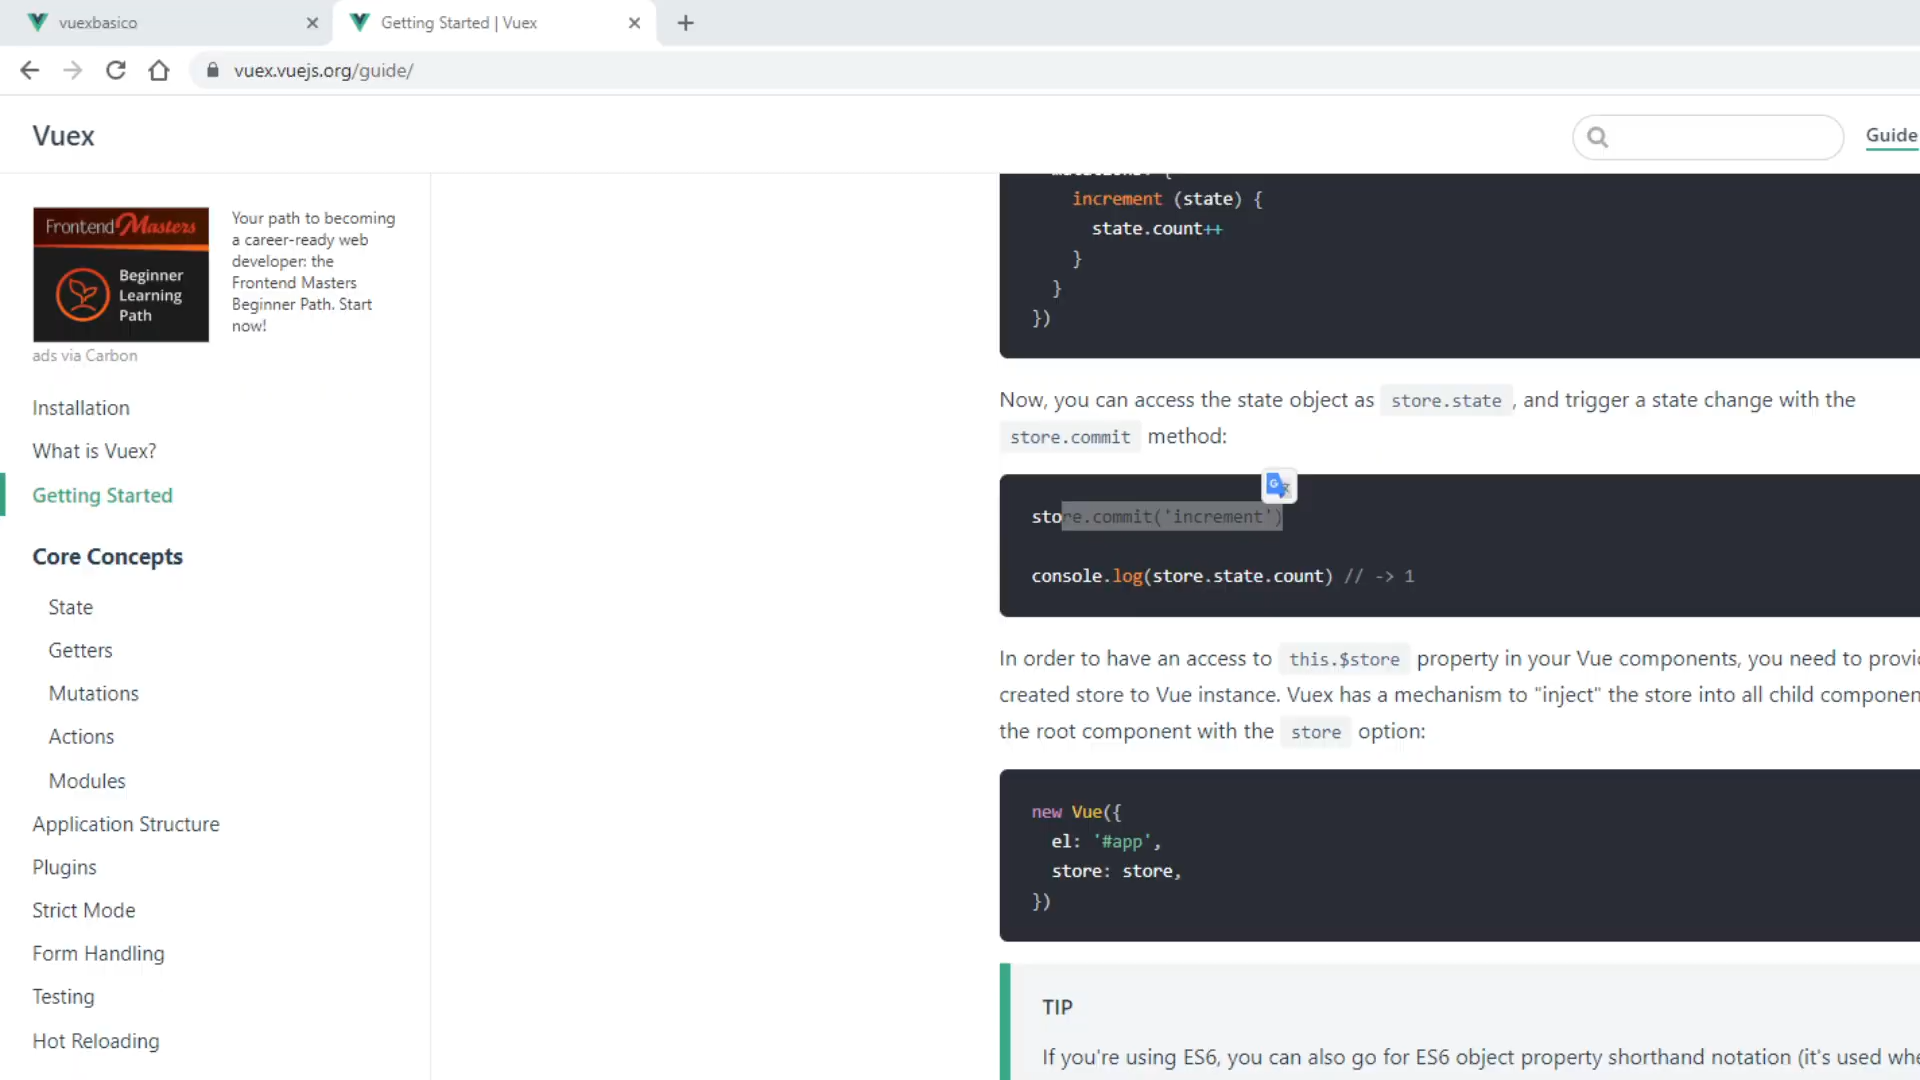 vuexbasico
Getting Started | Vuex
vuex.vuejs.org/guide/
Vuex
Guide
Frontend Masters
Beginner
Learning
Path
Your path to becoming
a career-ready web
developer: the
Frontend Masters
Beginner Path. Start
now!
ads via Carbon
Installation
What is Vuex?
Getting Started
Core Concepts
State
Getters
Mutations
Actions
Modules
Application Structure
Plugins
Strict Mode
Form Handling
Testing
Hot Reloading
increment (state) {
state.count++
}
}
})
Now, you can access the state object as store.state , and trigger a state change with the
store.commit method:
store.commit('increment')
console.log(store.state.count) // -> 1
In order to have an access to this.$store property in your Vue components, you need to
created store to Vue instance. Vuex has a mechanism to "inject" the store into all child
the root component with the store option:
new Vue({
el: '#app',
store: store,
})
TIP
If you're using ES6, you can also go for ES6 object property shorthand notation (it's used